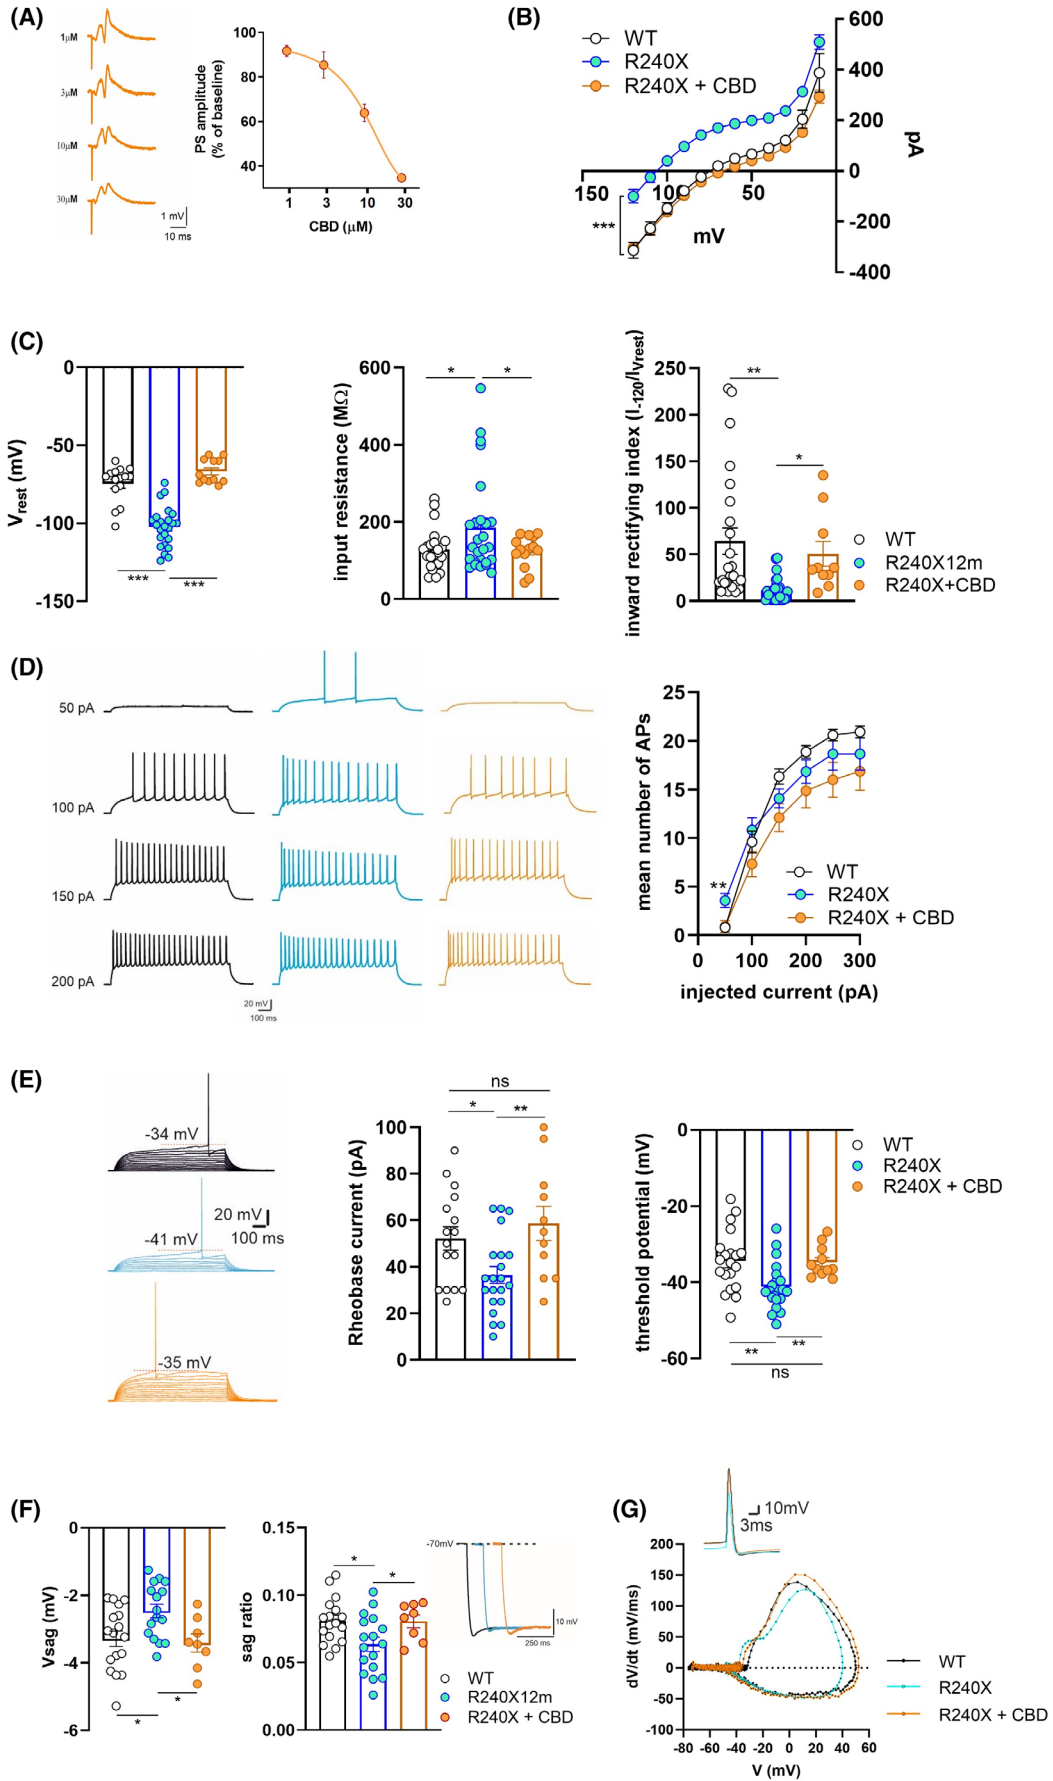 (A)
1μM
3μM
10μM
30μM
1 mV
10 ms
PS amplitude
(% of baseline)
100
80
60
40
1 3 10 30
CBD (μM)
(B)
WT
R240X
R240X + CBD
600
400
200
0
-200
-400
pA
150 100 50
mV
***
(C)
0
-50
-100
-150
Vrest (mV)
*** ***
600
400
200
0
input resistance (MΩ)
* *
250
200
150
100
50
0
inward rectifying index (I-120/IVrest)
**
*
WT
R240X12m
R240X+CBD
(D)
50 pA
100 pA
150 pA
200 pA
20 mV
100 ms
25
20
15
10
5
0
mean number of APs
**
WT
R240X
R240X + CBD
0 100 200 300
injected current (pA)
(E)
-34 mV
20 mV
100 ms
-41 mV
-35 mV
ns
* **
100
80
60
40
20
0
Rheobase current (pA)
0
-20
-40
-60
threshold potential (mV)
** **
ns
WT
R240X
R240X + CBD
(F)
0
-2
-4
-6
Vsag (mV)
*
*
0.15
0.10
0.05
0.00
sag ratio
*
*
-70mV
10 mV
250 ms
WT
R240X12m
R240X + CBD
(G)
10mV
3ms
200
150
100
50
0
-50
-100
dV/dt (mV/ms)
WT
R240X
R240X + CBD
-80 -60 -40 -20 0 20 40 60
V (mV)